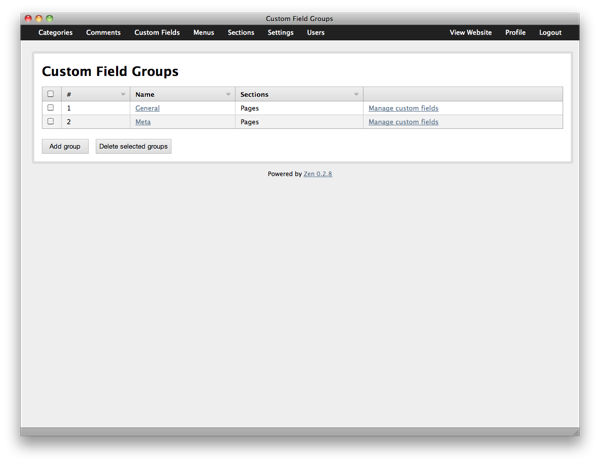 Custom Field Groups
Categories Comments Custom Fields Menus Sections Settings Users View Website Profile Logout
Custom Field Groups
# Name Sections
1 General Pages Manage custom fields
2 Meta Pages Manage custom fields
Add group Delete selected groups
Powered by Zen 0.2.8